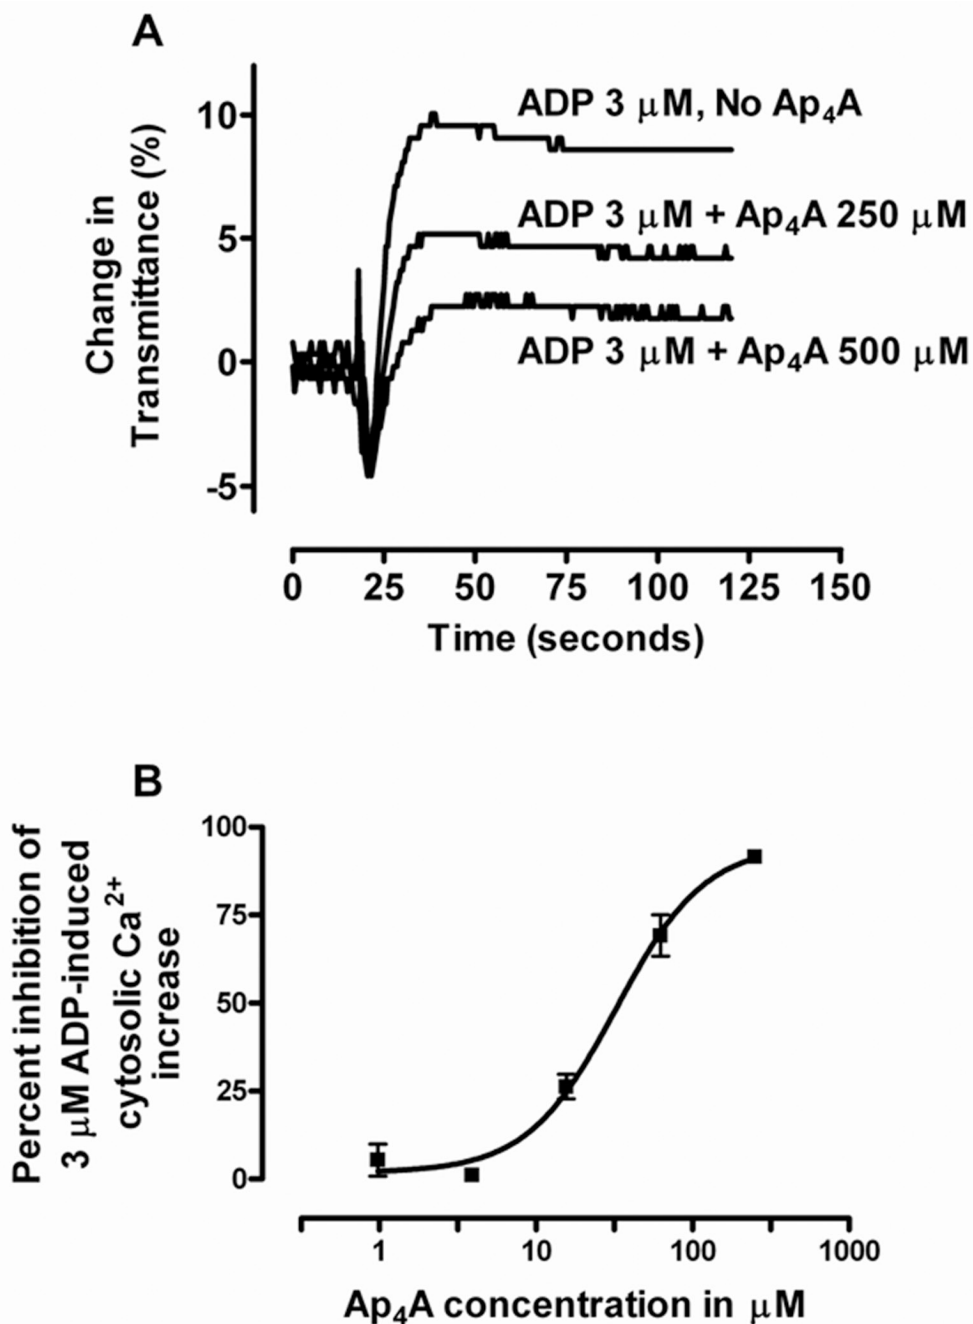 A
ADP 3 μM, No Ap₄A
ADP 3 μM + Ap₄A 250 μM
ADP 3 μM + Ap₄A 500 μM
Change in
Transmittance (%)
10
5
0
-5
0 25 50 75 100 125 150
Time (seconds)
B
Percent inhibition of
3 μM ADP-induced
cytosolic Ca²⁺
increase
100
75
50
25
0
1 10 100 1000
Ap₄A concentration in μM